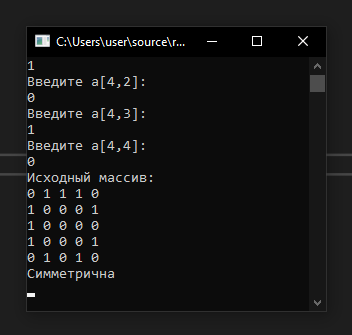 C:\Users\user\source\r...
1
Введите a[4,2]:
0
Введите a[4,3]:
1
Введите a[4,4]:
0
Исходный массив:
0 1 1 1 0
1 0 0 0 1
1 0 0 0 0
1 0 0 0 1
0 1 0 1 0
Симметрична